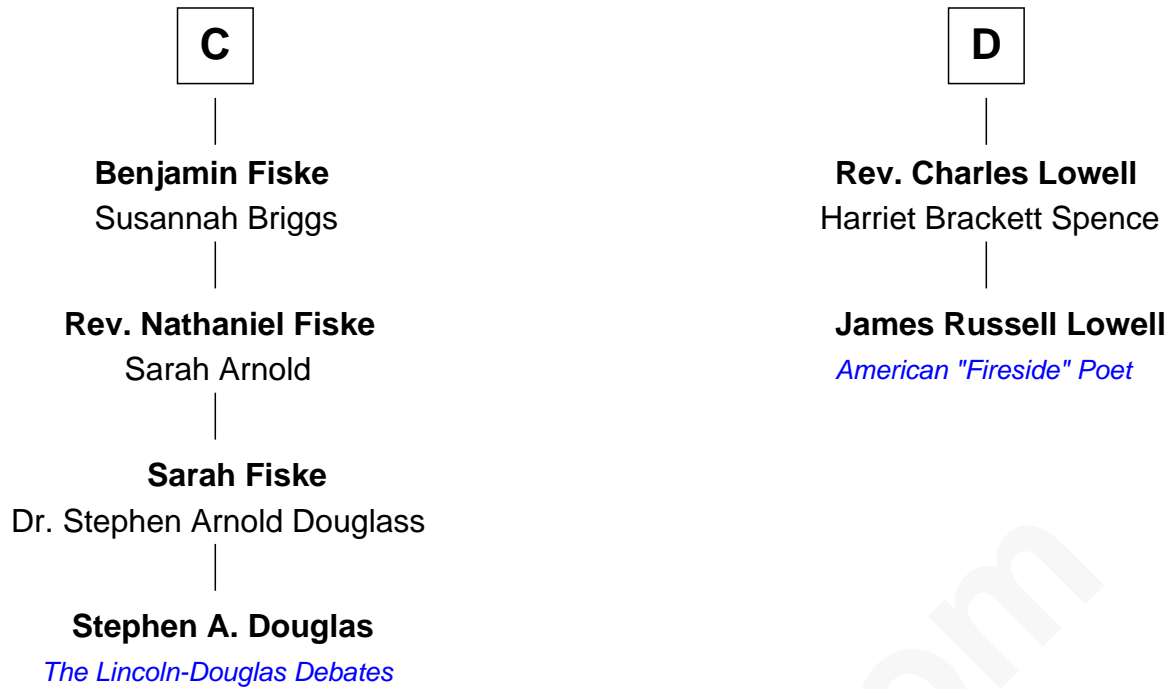 C
Benjamin Fiske
Susannah Briggs
Rev. Nathaniel Fiske
Sarah Arnold
Sarah Fiske
Dr. Stephen Arnold Douglass
Stephen A. Douglas
The Lincoln-Douglas Debates
D
Rev. Charles Lowell
Harriet Brackett Spence
James Russell Lowell
American "Fireside" Poet
om